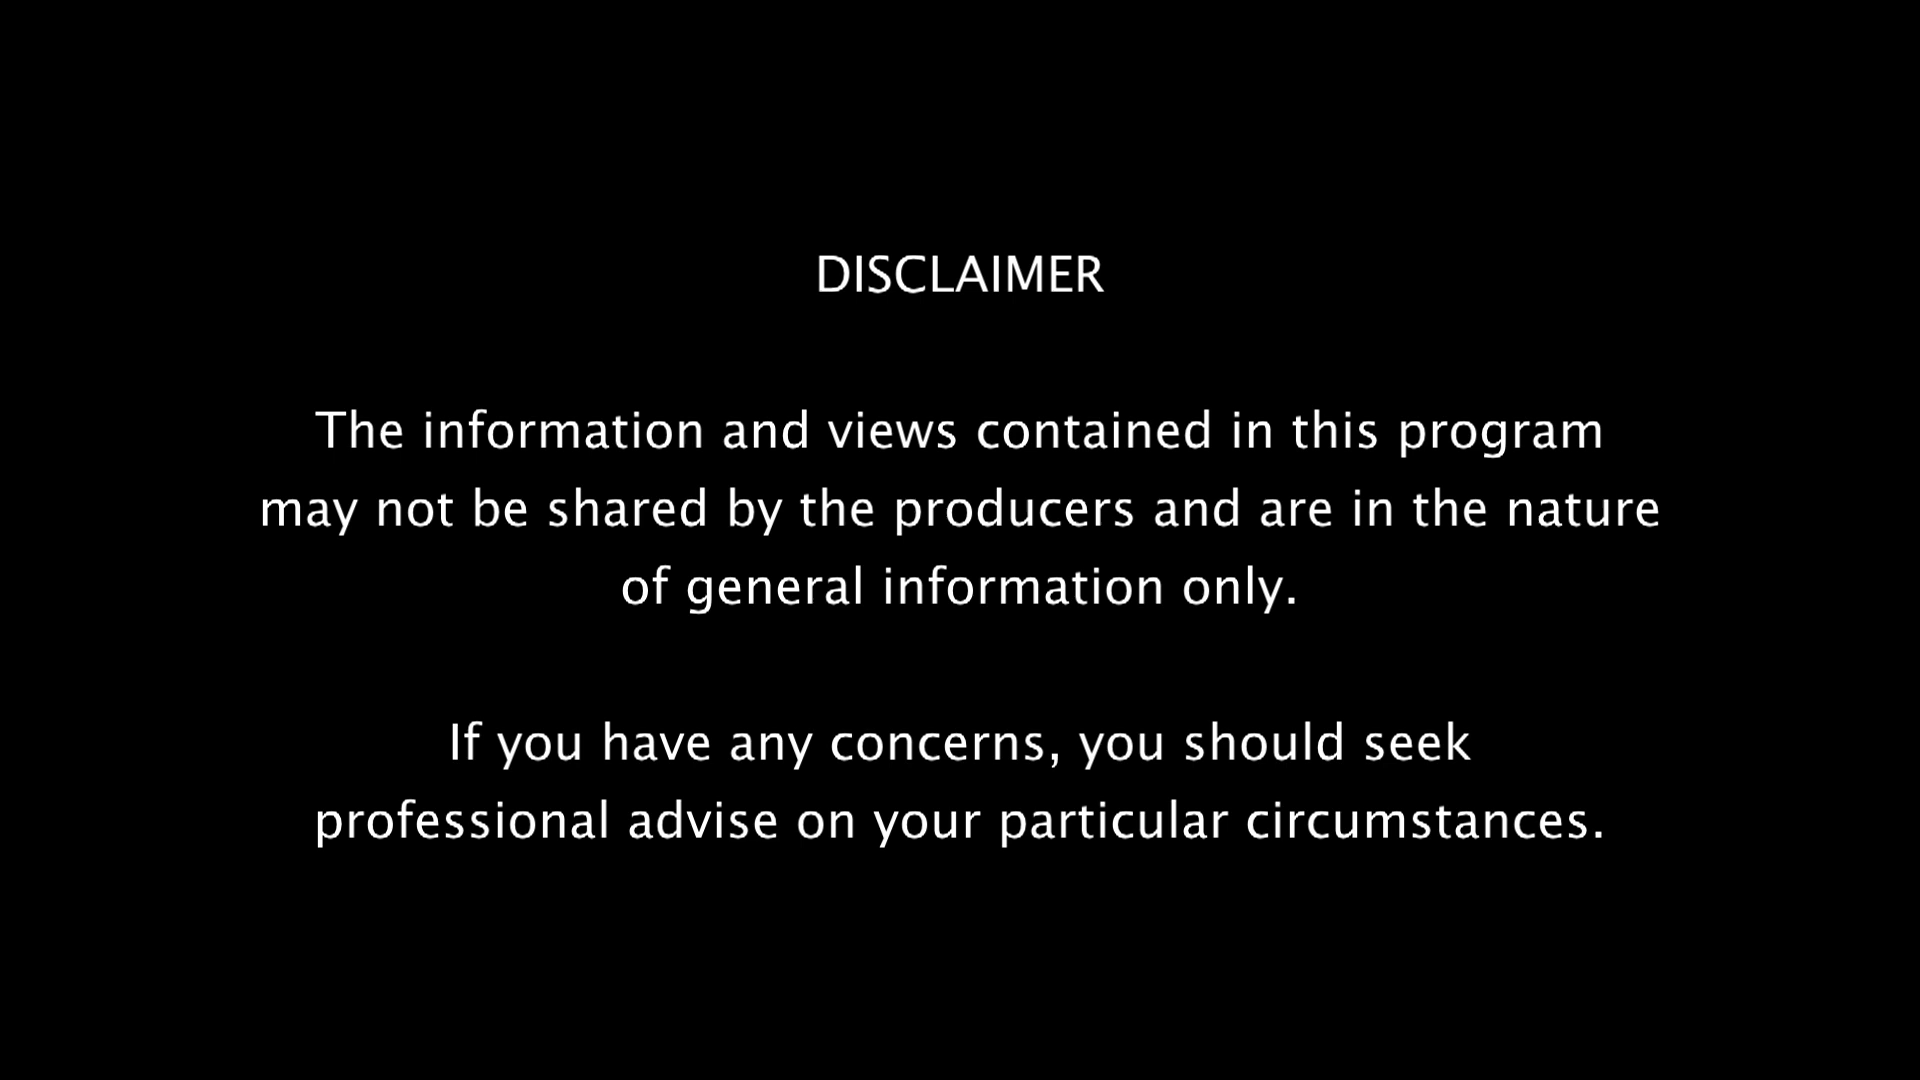 DISCLAIMER
The information and views contained in this program
may not be shared by the producers and are in the nature
of general information only.
If you have any concerns, you should seek
professional advise on your particular circumstances.